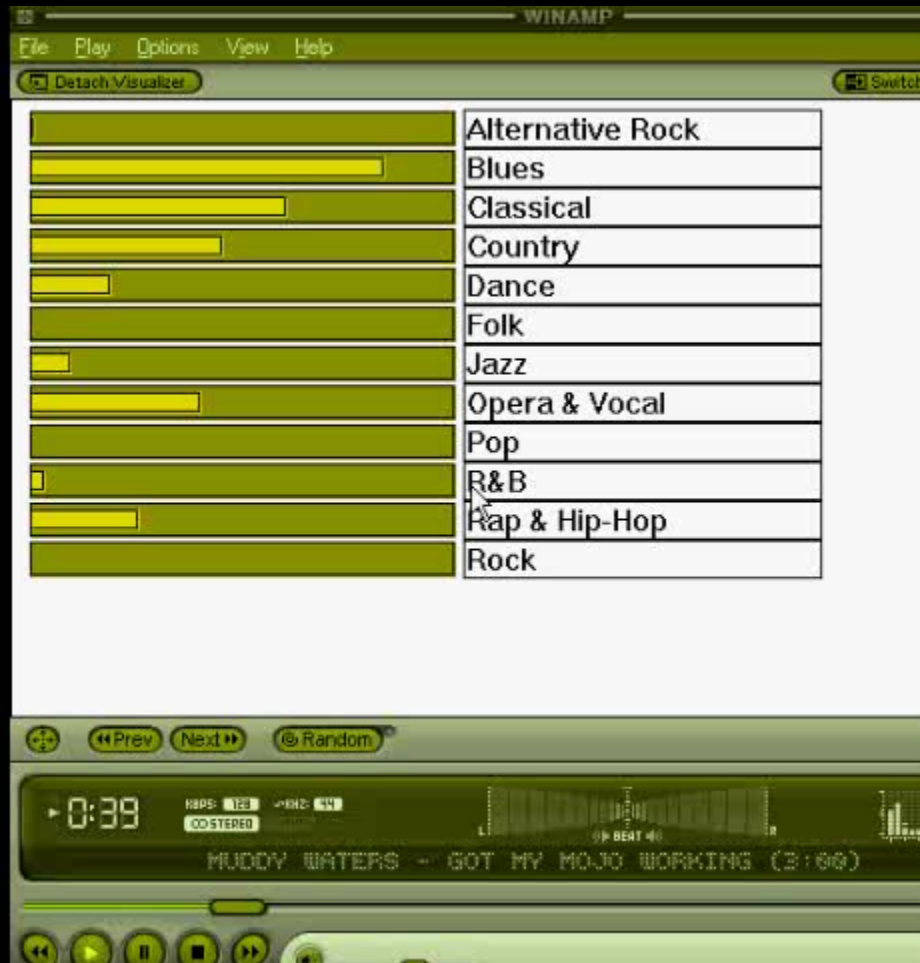 WINAMP
File Play Options View Help
Detach Visualizer Switch
Alternative Rock
Blues
Classical
Country
Dance
Folk
Jazz
Opera & Vocal
Pop
R&B
Rap & Hip-Hop
Rock
Prev Next Random
0:39 KBPS: 128 KHZ: 44
STEREO
L BEAT R
MUDDY WATERS - GOT MY MOJO WORKING (3:00)